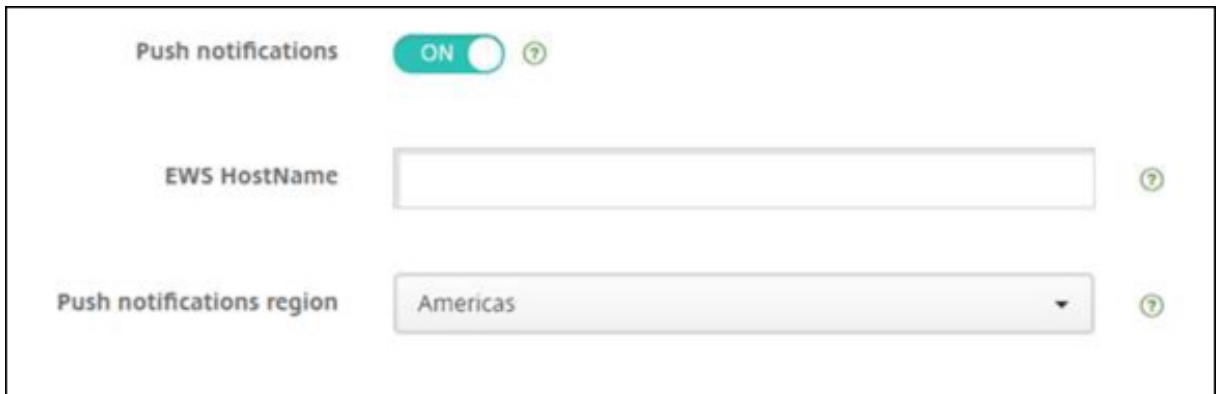 Push notifications ON ?
EWS HostName ?
Push notifications region Americas ?